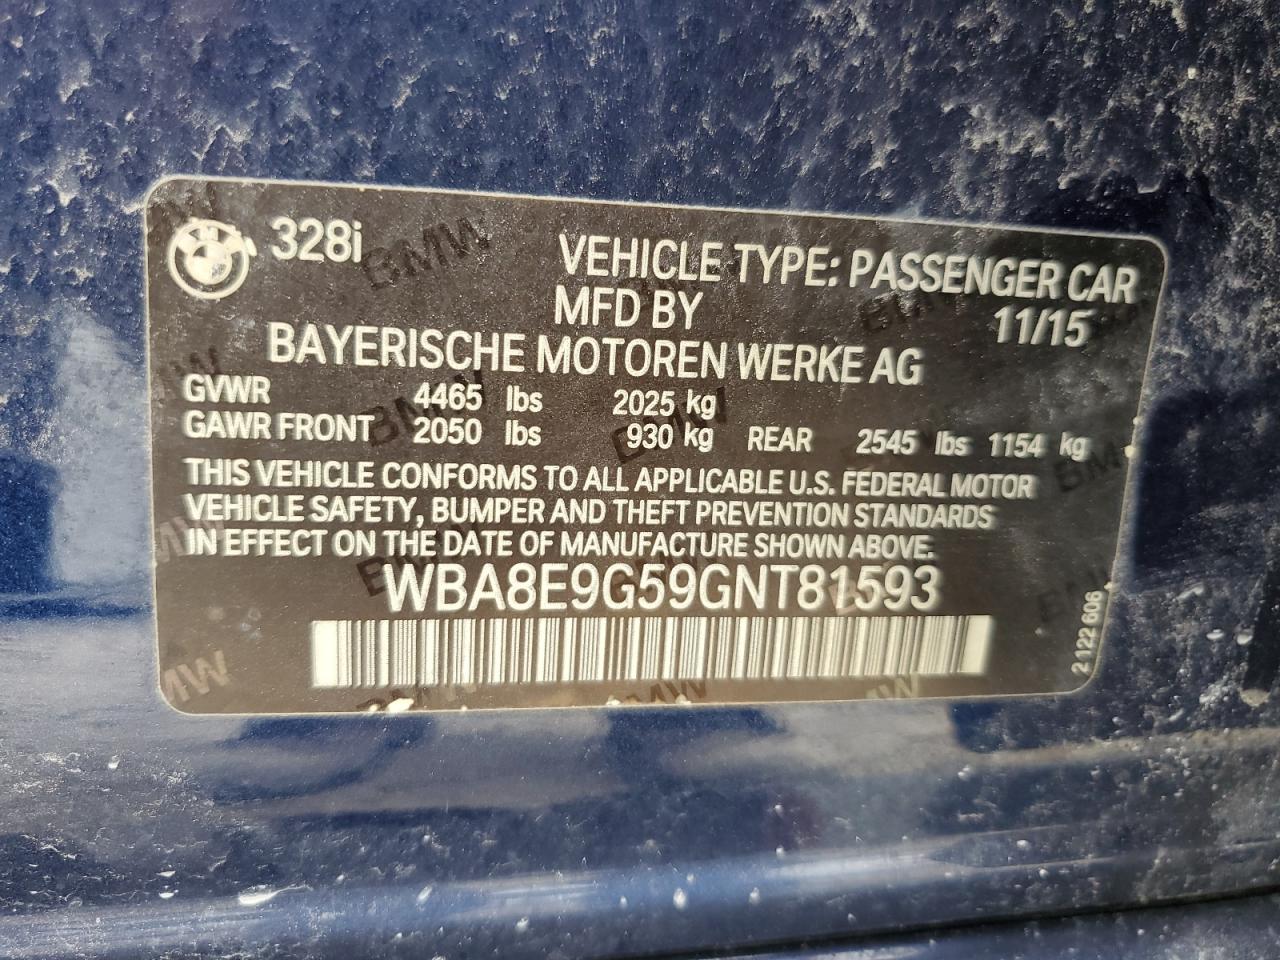 328i
VEHICLE TYPE: PASSENGER CAR
MFD BY 11/15
BAYERISCHE MOTOREN WERKE AG
GVWR 4465 lbs 2025 kg
GAWR FRONT 2050 lbs 930 kg REAR 2545 lbs 1154 kg
THIS VEHICLE CONFORMS TO ALL APPLICABLE U.S. FEDERAL MOTOR
VEHICLE SAFETY, BUMPER AND THEFT PREVENTION STANDARDS
IN EFFECT ON THE DATE OF MANUFACTURE SHOWN ABOVE.
WBA8E9G59GNT81593
2 122 606